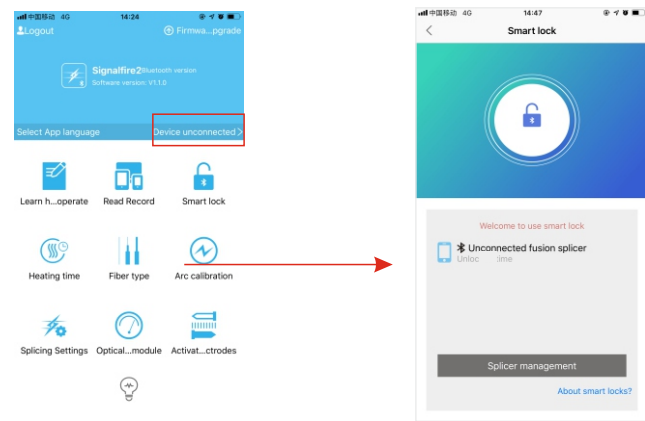 中国移动 4G 14:24
Logout Firmwa...pgrade
Signalfire2Bluetooth version
Software version: V1.1.0
Select App language Device unconnected >
Learn h...operate Read Record Smart lock
Heating time Fiber type Arc calibration
Splicing Settings Optical...module Activat...ctrodes
中国移动 4G 14:47
Smart lock
Welcome to use smart lock
Unconnected fusion splicer
Unloc :ime
Splicer management
About smart locks?